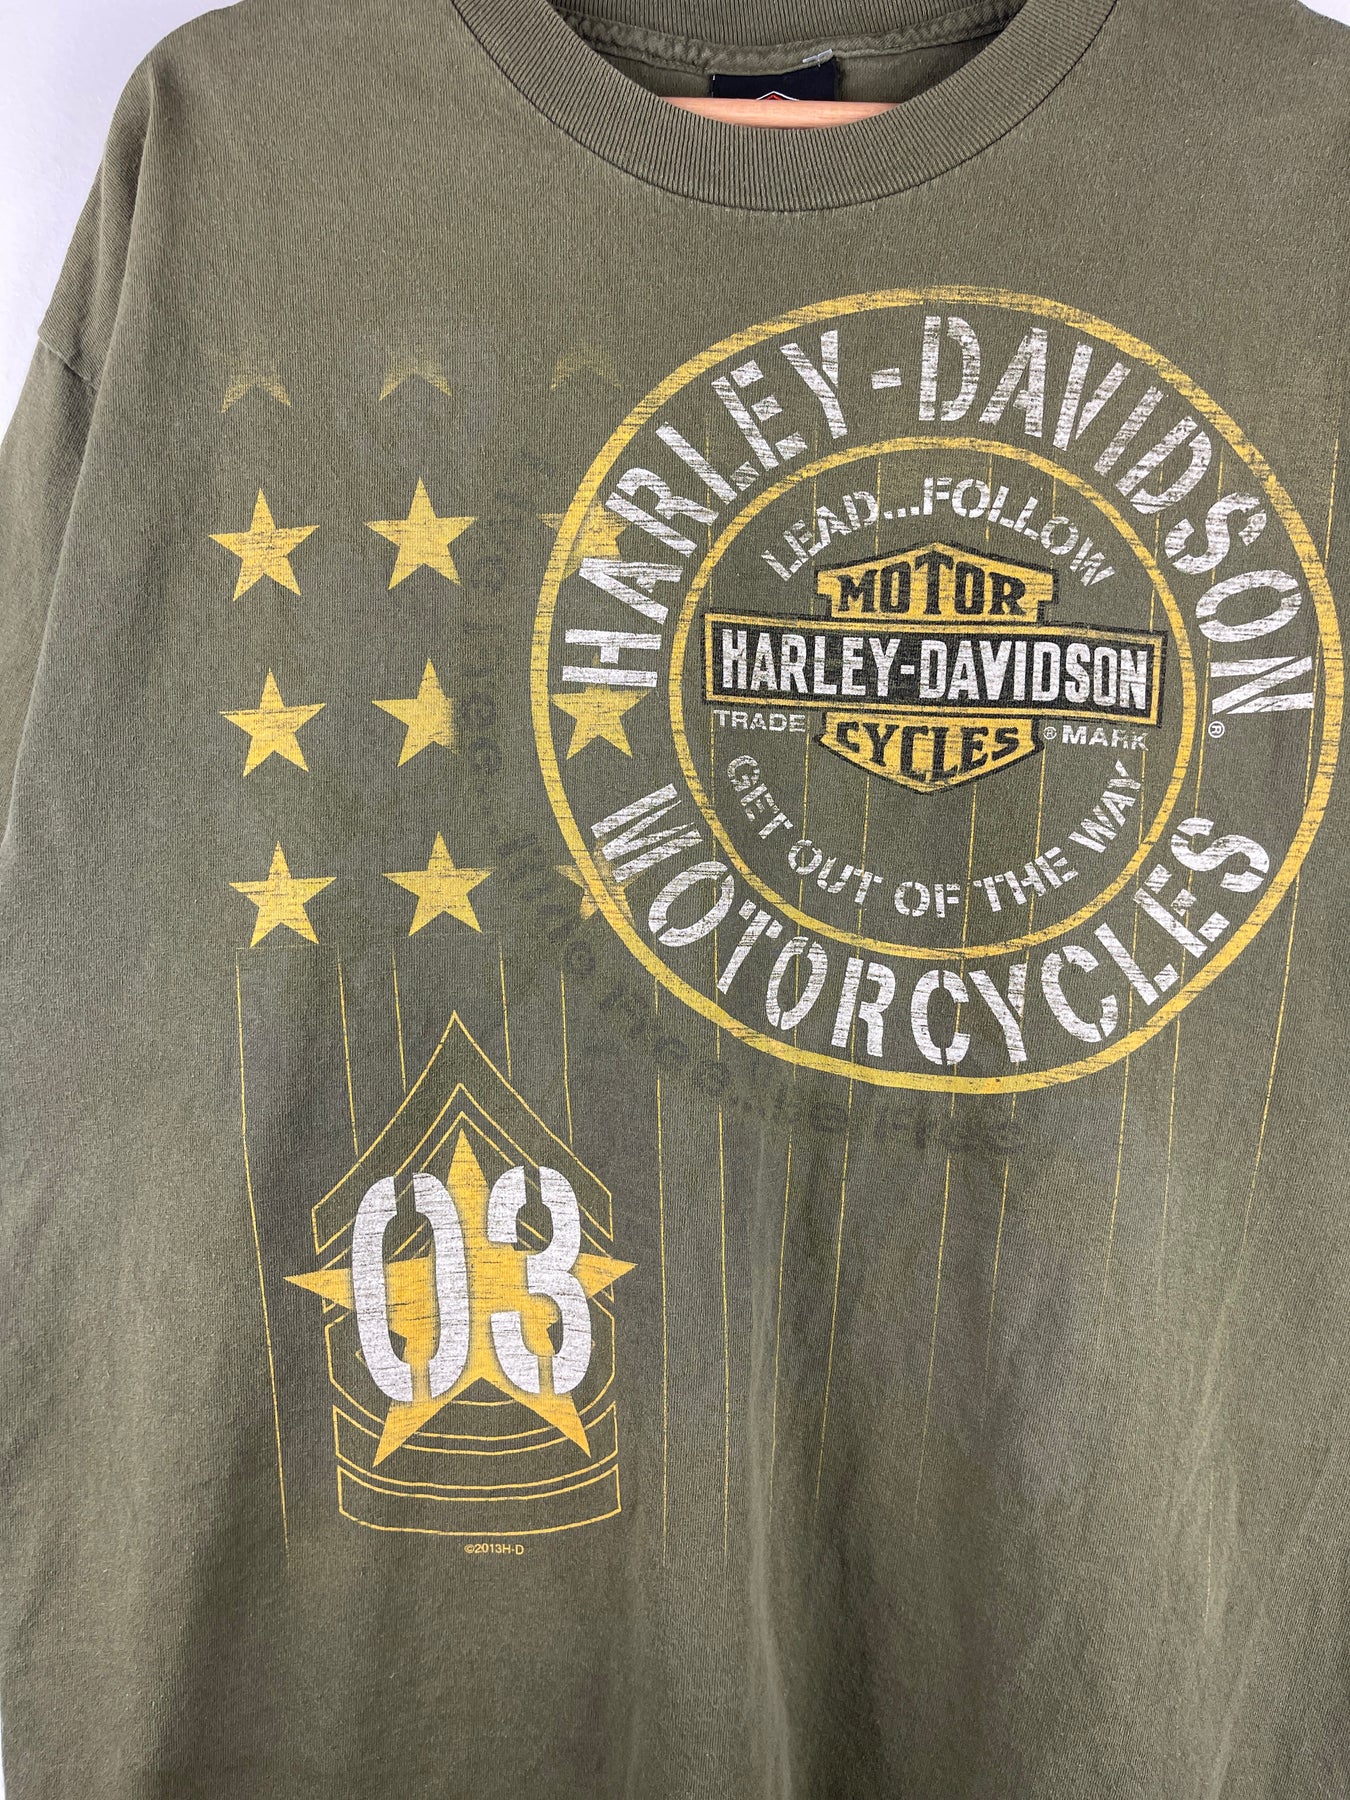 HARLEY-DAVIDSON
LEAD...FOLLOW
MOTOR
HARLEY-DAVIDSON
TRADE ® MARK
CYCLES
GET OUT OF THE WAY
®
MOTORCYCLES
03
©2013H-D